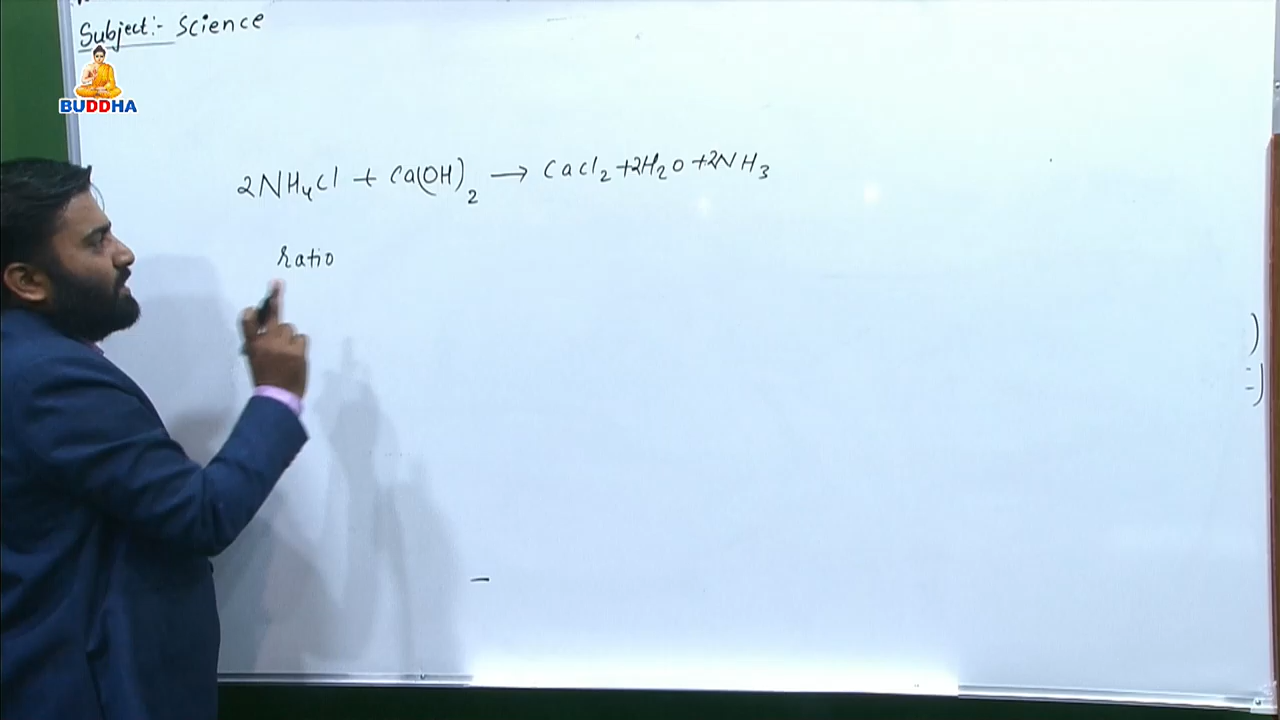 Subject:- Science
BUDDHA
2NH₄Cl + Ca(OH)₂ → CaCl₂ + 2H₂O + 2NH₃
ratio